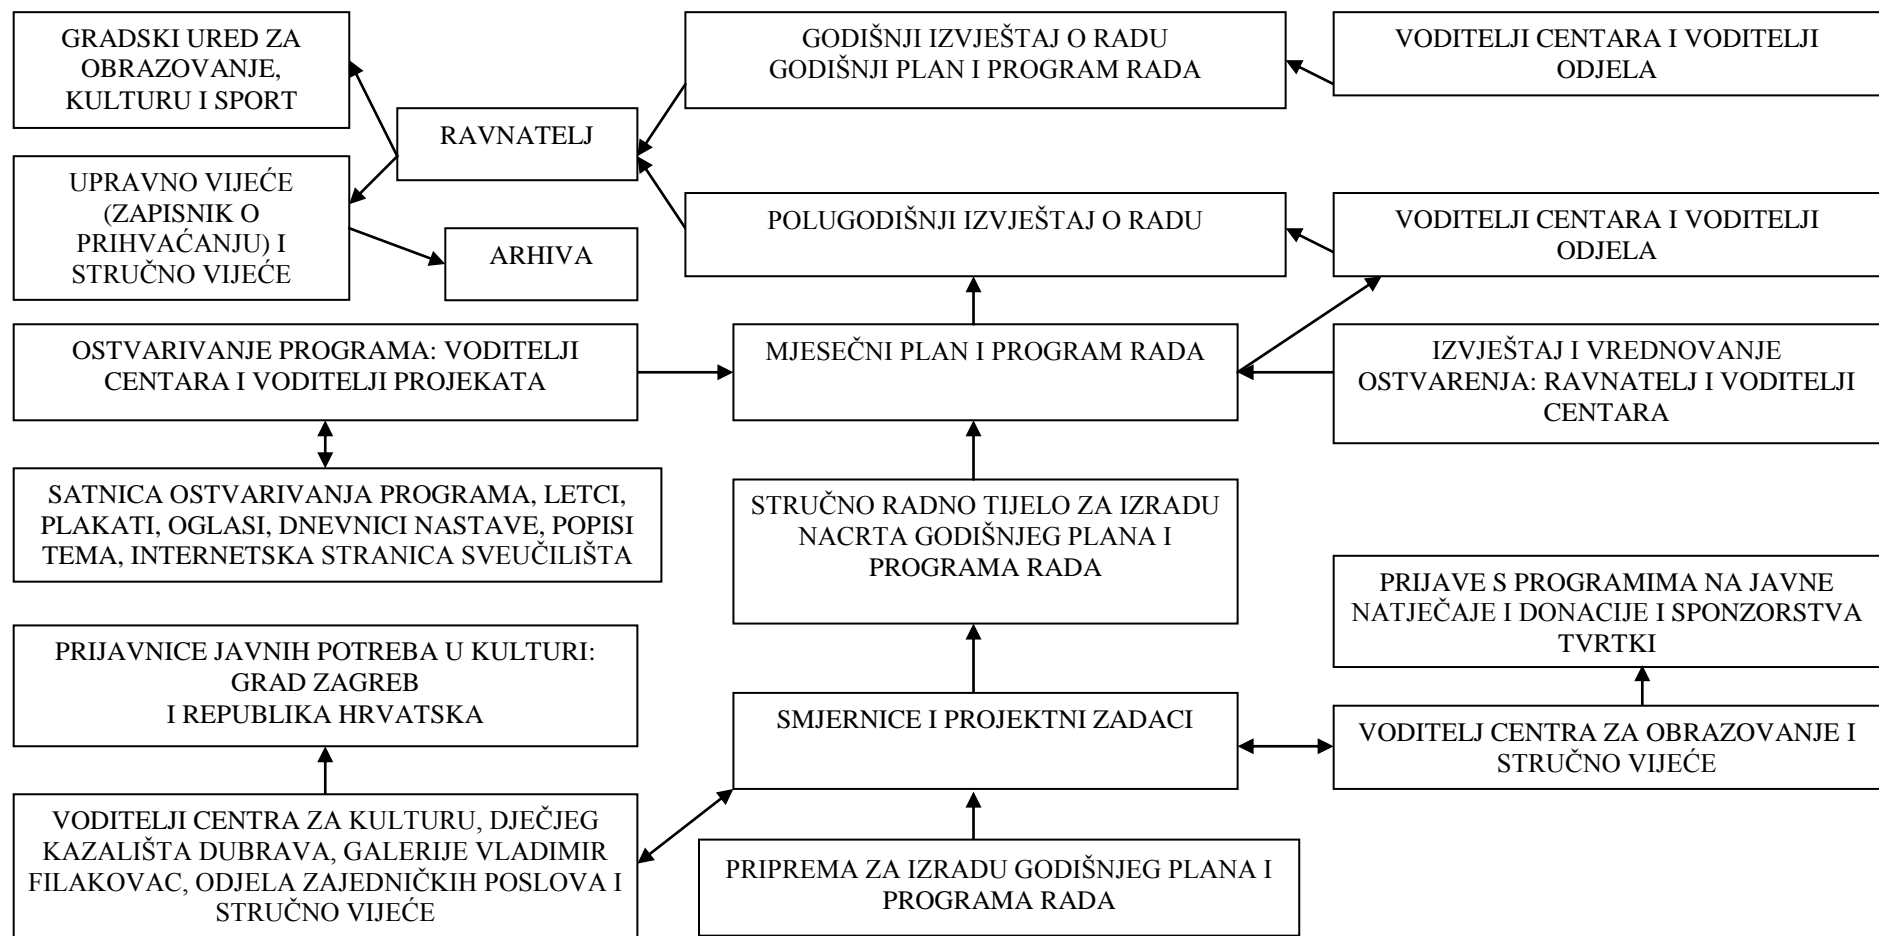 GRADSKI URED ZA
OBRAZOVANJE,
KULTURU I SPORT
GODIŠNJI IZVJEŠTAJ O RADU
GODIŠNJI PLAN I PROGRAM RADA
VODITELJI CENTARA I VODITELJI
ODJELA
RAVNATELJ
UPRAVNO VIJEĆE
(ZAPISNIK O
PRIHVAĆANJU) I
STRUČNO VIJEĆE
ARHIVA
POLUGODIŠNJI IZVJEŠTAJ O RADU
VODITELJI CENTARA I VODITELJI
ODJELA
OSTVARIVANJE PROGRAMA: VODITELJI
CENTARA I VODITELJI PROJEKATA
MJESEČNI PLAN I PROGRAM RADA
IZVJEŠTAJ I VREDNOVANJE
OSTVARENJA: RAVNATELJ I VODITELJI
CENTARA
SATNICA OSTVARIVANJA PROGRAMA, LETCI,
PLAKATI, OGLASI, DNEVNICI NASTAVE, POPISI
TEMA, INTERNETSKA STRANICA SVEUČILIŠTA
STRUČNO RADNO TIJELO ZA IZRADU
NACRTA GODIŠNJEG PLANA I
PROGRAMA RADA
PRIJAVE S PROGRAMIMA NA JAVNE
NATJEČAJE I DONACIJE I SPONZORSTVA
TVRTKI
PRIJAVNICE JAVNIH POTREBA U KULTURI:
GRAD ZAGREB
I REPUBLIKA HRVATSKA
SMJERNICE I PROJEKTNI ZADACI
VODITELJ CENTRA ZA OBRAZOVANJE I
STRUČNO VIJEĆE
VODITELJI CENTRA ZA KULTURU, DJEČJEG
KAZALIŠTA DUBRAVA, GALERIJE VLADIMIR
FILAKOVAC, ODJELA ZAJEDNIČKIH POSLOVA I
STRUČNO VIJEĆE
PRIPREMA ZA IZRADU GODIŠNJEG PLANA I
PROGRAMA RADA